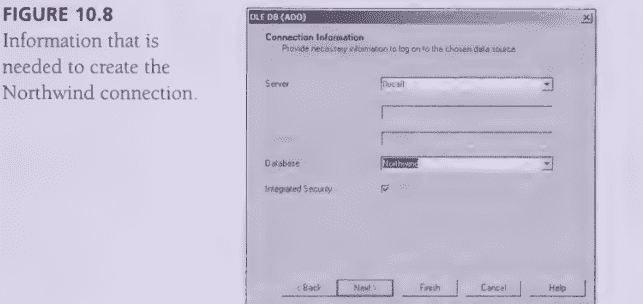 FIGURE 10.8
Information that is
needed to create the
Northwind connection.
OLE DB (ADO)
Connection Information
Provide necessary information to log on to the chosen data source
Server
Database
Northwind
Integrated Security
< Back Next > Finish Cancel Help